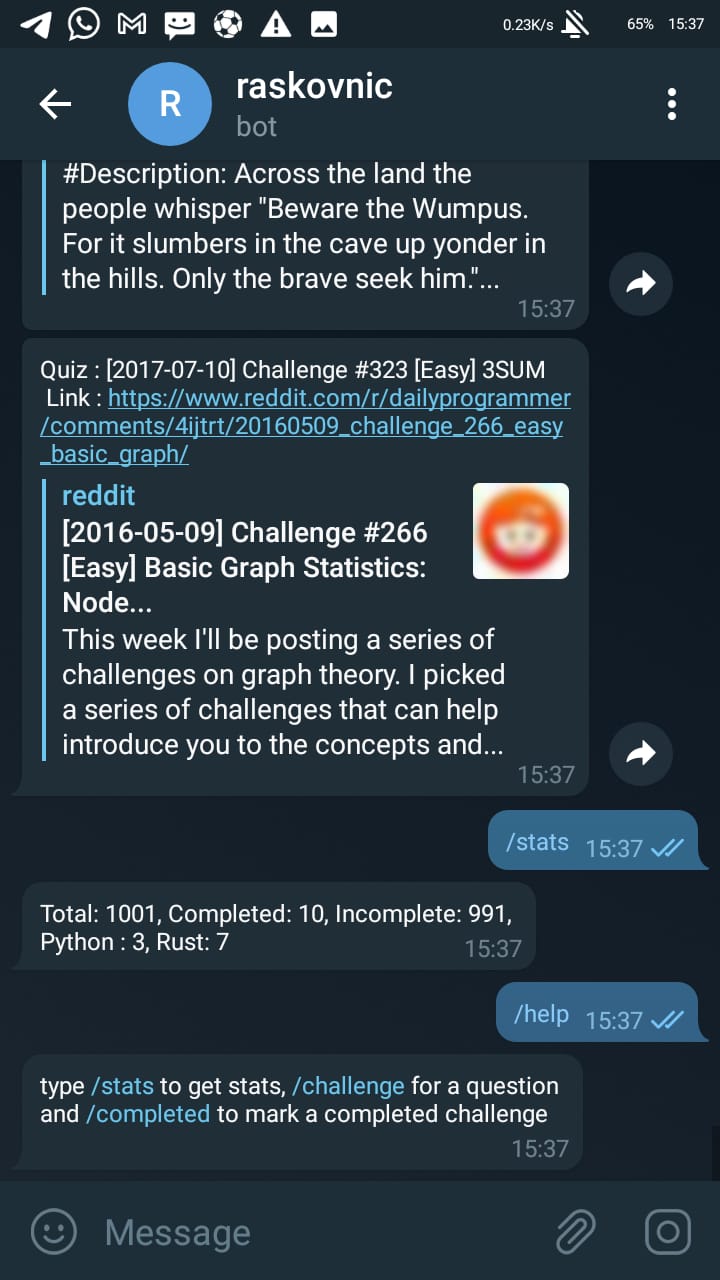 0.23K/s 65% 15:37
R
raskovnic
bot
#Description: Across the land the
people whisper "Beware the Wumpus.
For it slumbers in the cave up yonder in
the hills. Only the brave seek him."...
15:37
Quiz : [2017-07-10] Challenge #323 [Easy] 3SUM
Link : https://www.reddit.com/r/dailyprogrammer
/comments/4ijtrt/20160509_challenge_266_easy
_basic_graph/
reddit
[2016-05-09] Challenge #266
[Easy] Basic Graph Statistics:
Node...
This week I'll be posting a series of
challenges on graph theory. I picked
a series of challenges that can help
introduce you to the concepts and...
15:37
/stats 15:37
Total: 1001, Completed: 10, Incomplete: 991,
Python : 3, Rust: 7 15:37
/help 15:37
type /stats to get stats, /challenge for a question
and /completed to mark a completed challenge
15:37
Message